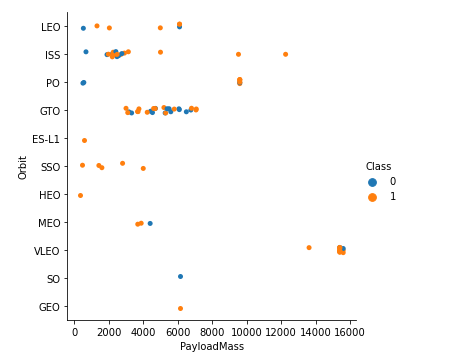 LEO
ISS
PO
GTO
ES-L1
SSO
HEO
MEO
VLEO
SO
GEO
Orbit
0 2000 4000 6000 8000 10000 12000 14000 16000
PayloadMass
Class
0
1